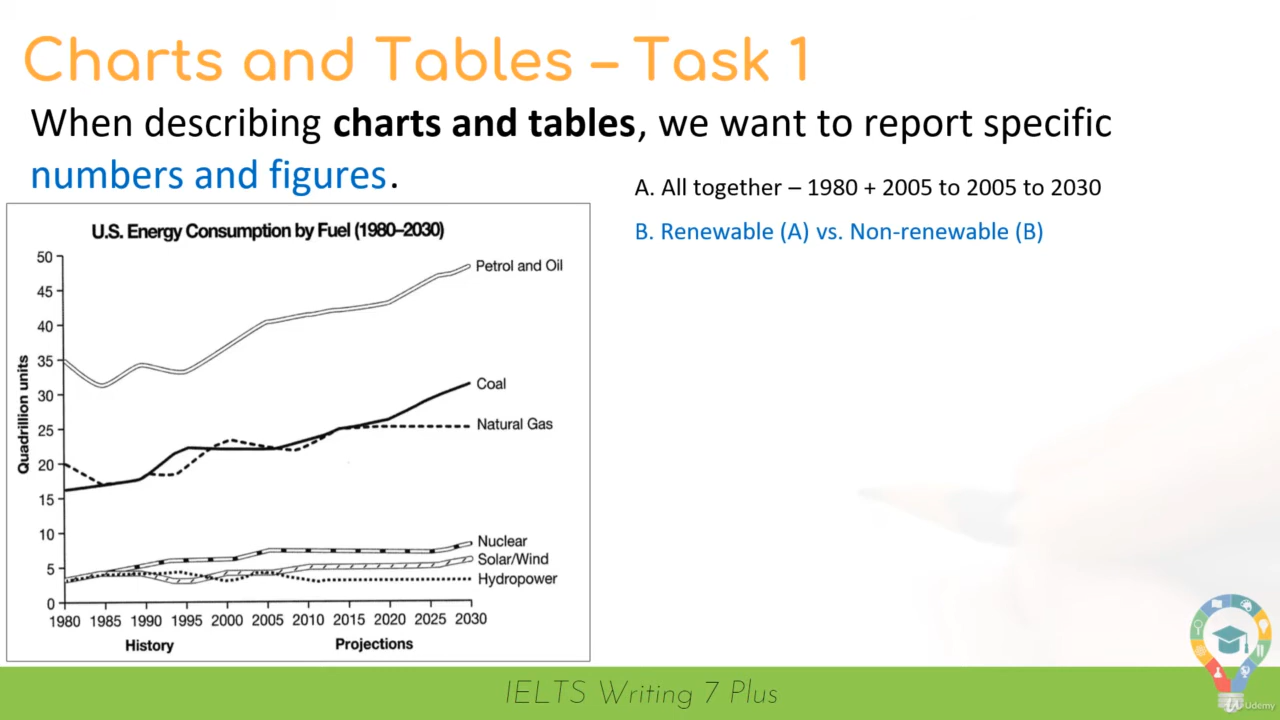 Charts and Tables – Task 1
When describing charts and tables, we want to report specific
numbers and figures.
A. All together – 1980 + 2005 to 2005 to 2030
B. Renewable (A) vs. Non-renewable (B)
U.S. Energy Consumption by Fuel (1980–2030)
Quadrillion units
50
45
40
35
30
25
20
15
10
5
0
Petrol and Oil
Coal
Natural Gas
Nuclear
Solar/Wind
Hydropower
1980 1985 1990 1995 2000 2005 2010 2015 2020 2025 2030
History Projections
IELTS Writing 7 Plus
Udemy